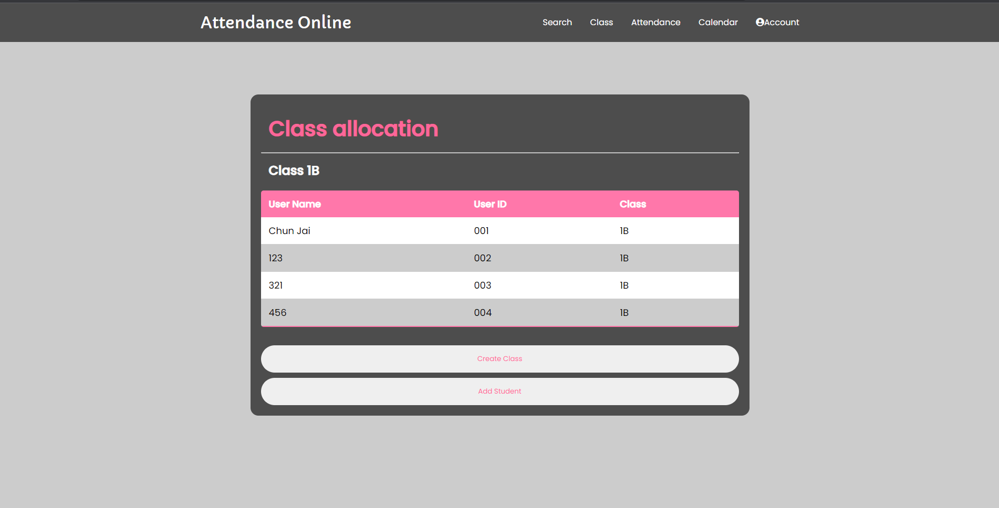 Attendance Online Search Class Attendance Calendar Account
Class allocation
Class 1B
User Name User ID Class
Chun Jai 001 1B
123 002 1B
321 003 1B
456 004 1B
Create Class
Add Student